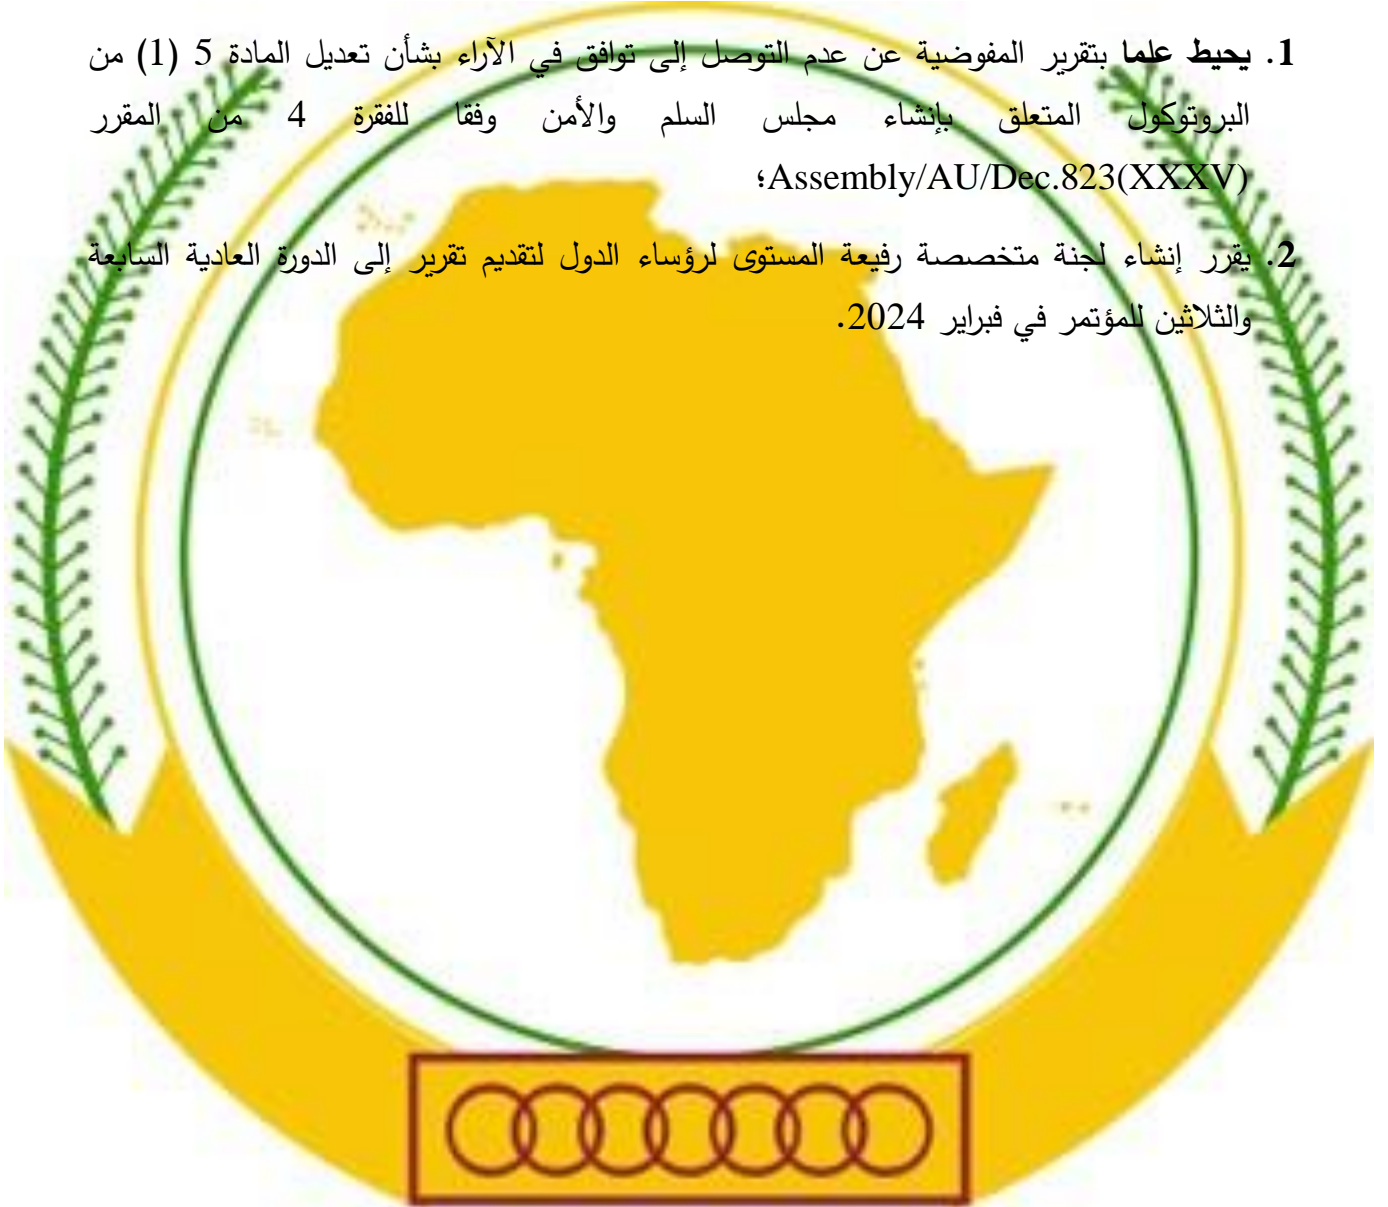 1. يحيط علما بتقرير المفوضية عن عدم التوصل إلى توافق في الآراء بشأن تعديل المادة 5 (1) من
البروتوكول المتعلق بإنشاء مجلس السلم والأمن وفقا للفقرة 4 من المقرر
Assembly/AU/Dec.823(XXXV)؛
2. يقرر إنشاء لجنة متخصصة رفيعة المستوى لرؤساء الدول لتقديم تقرير إلى الدورة العادية السابعة
والثلاثين للمؤتمر في فبراير 2024.